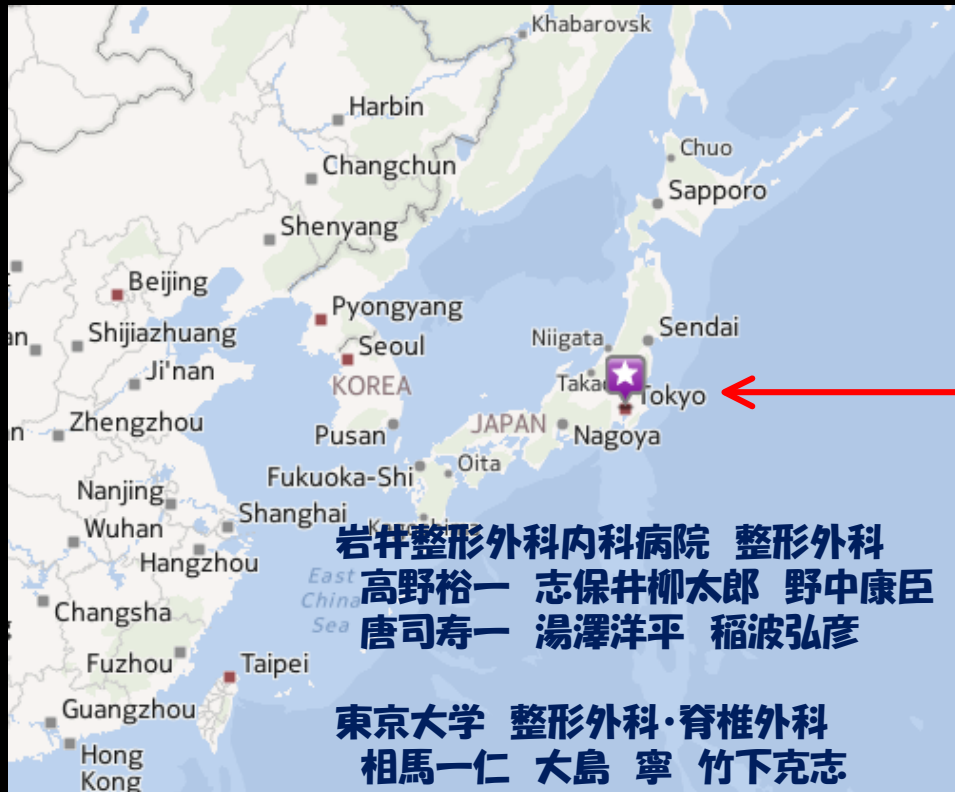 Khabarovsk
Harbin
Chuo
Changchun
Sapporo
Shenyang
Beijing
Pyongyang
Sendai
Shijiazhuang
Niigata
Seoul
Ji'nan
KOREA
Tokyo
Zhengzhou
JAPAN
Pusan
Nagoya
Oita
Fukuoka-Shi
Nanjing
Shanghai
Wuhan
岩井整形外科内科病院 整形外科
Hangzhou
East
China
Sea
高野裕一 志保井柳太郎 野中康臣
Changsha
唐司寿一 湯澤洋平 稲波弘彦
Fuzhou
Taipei
Guangzhou
東京大学 整形外科・脊椎外科
Hong
Kong
相馬一仁 大島 寧 竹下克志